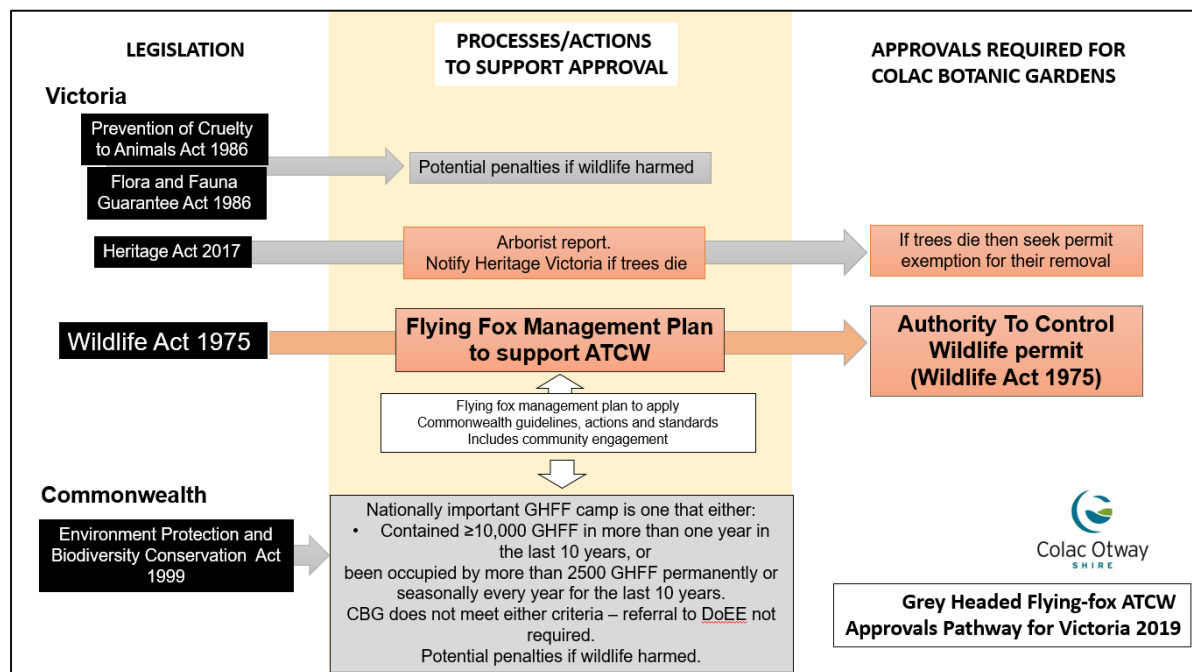 LEGISLATION
PROCESSES/ACTIONS
TO SUPPORT APPROVAL
APPROVALS REQUIRED FOR
COLAC BOTANIC GARDENS
Victoria
Prevention of Cruelty
to Animals Act 1986
Flora and Fauna
Guarantee Act 1986
Potential penalties if wildlife harmed
Heritage Act 2017
Arborist report.
Notify Heritage Victoria if trees die
If trees die then seek permit
exemption for their removal
Wildlife Act 1975
Flying Fox Management Plan
to support ATCW
Authority To Control
Wildlife permit
(Wildlife Act 1975)
Flying fox management plan to apply
Commonwealth guidelines, actions and standards
Includes community engagement
Commonwealth
Environment Protection and
Biodiversity Conservation Act
1999
Nationally important GHFF camp is one that either:
• Contained ≥10,000 GHFF in more than one year in
the last 10 years, or
been occupied by more than 2500 GHFF permanently or
seasonally every year for the last 10 years.
CBG does not meet either criteria – referral to DoEE not
required.
Potential penalties if wildlife harmed.
Colac Otway
SHIRE
Grey Headed Flying-fox ATCW
Approvals Pathway for Victoria 2019